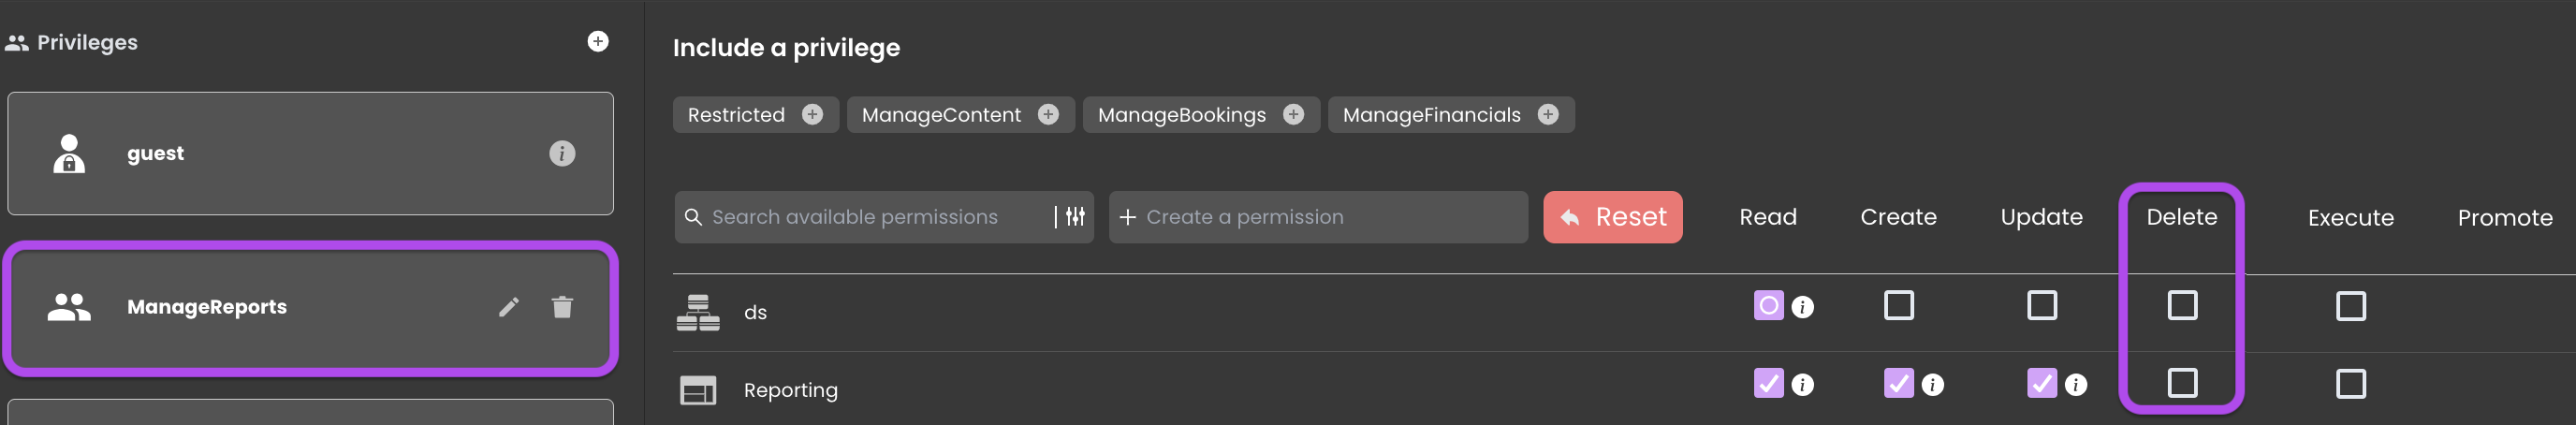 Privileges
guest
ManageReports
Include a privilege
Restricted ManageContent ManageBookings ManageFinancials
Search available permissions Create a permission Reset Read Create Update Delete Execute Promote
ds
Reporting